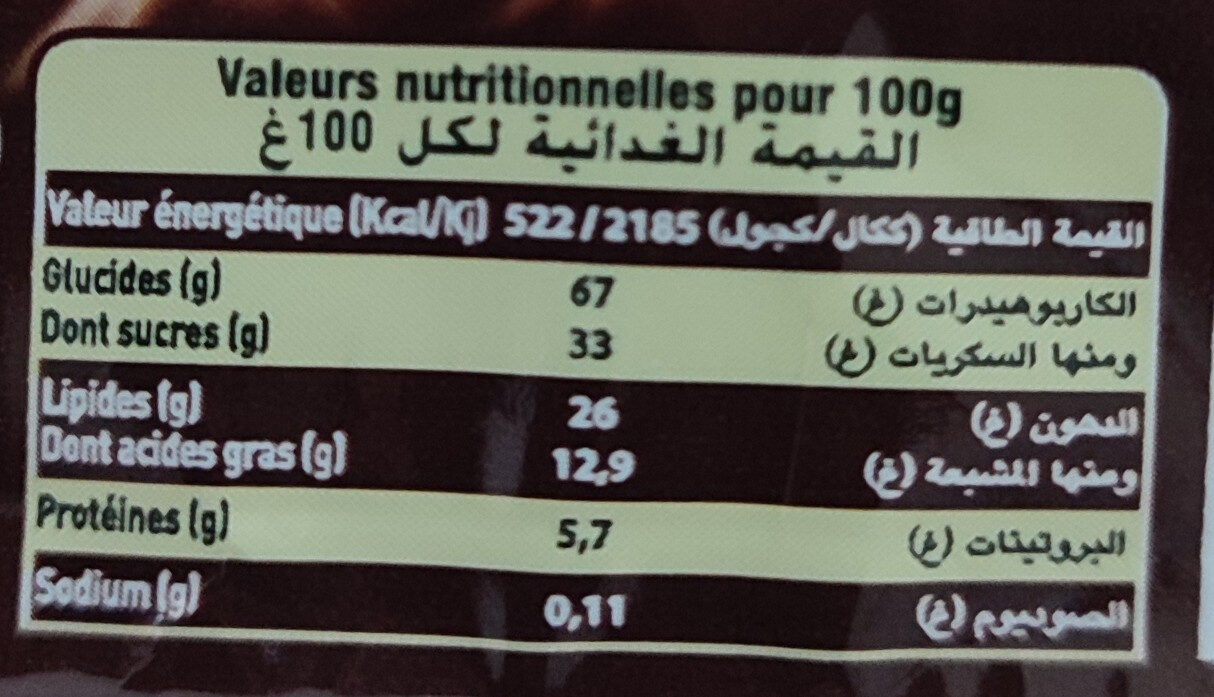 Valeurs nutritionnelles pour 100g
القيمة الغدائية لكل 100غ
Valeur énergétique (Kcal/Kj) 522/2185 القيمة الطاقية (ككال/كجول)
Glucides (g) 67 الكاربوهيدرات (غ)
Dont sucres (g) 33 ومنها السكريات (غ)
Lipides (g) 26 الدهون (غ)
Dont acides gras (g) 12,9 ومنها المشبعة (غ)
Protéines (g) 5,7 البروتينات (غ)
Sodium (g) 0,11 الصوديوم (غ)